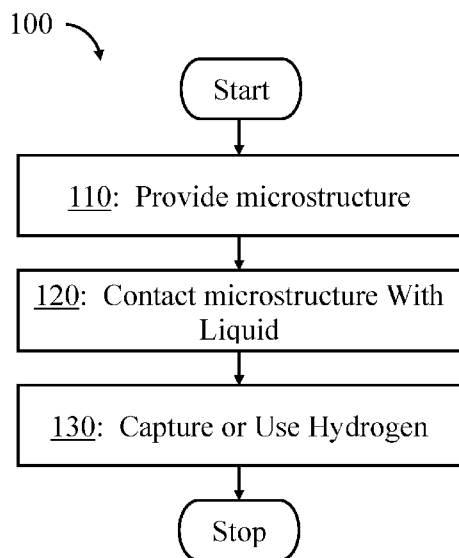 100
Start
110: Provide microstructure
120: Contact microstructure With
Liquid
130: Capture or Use Hydrogen
Stop